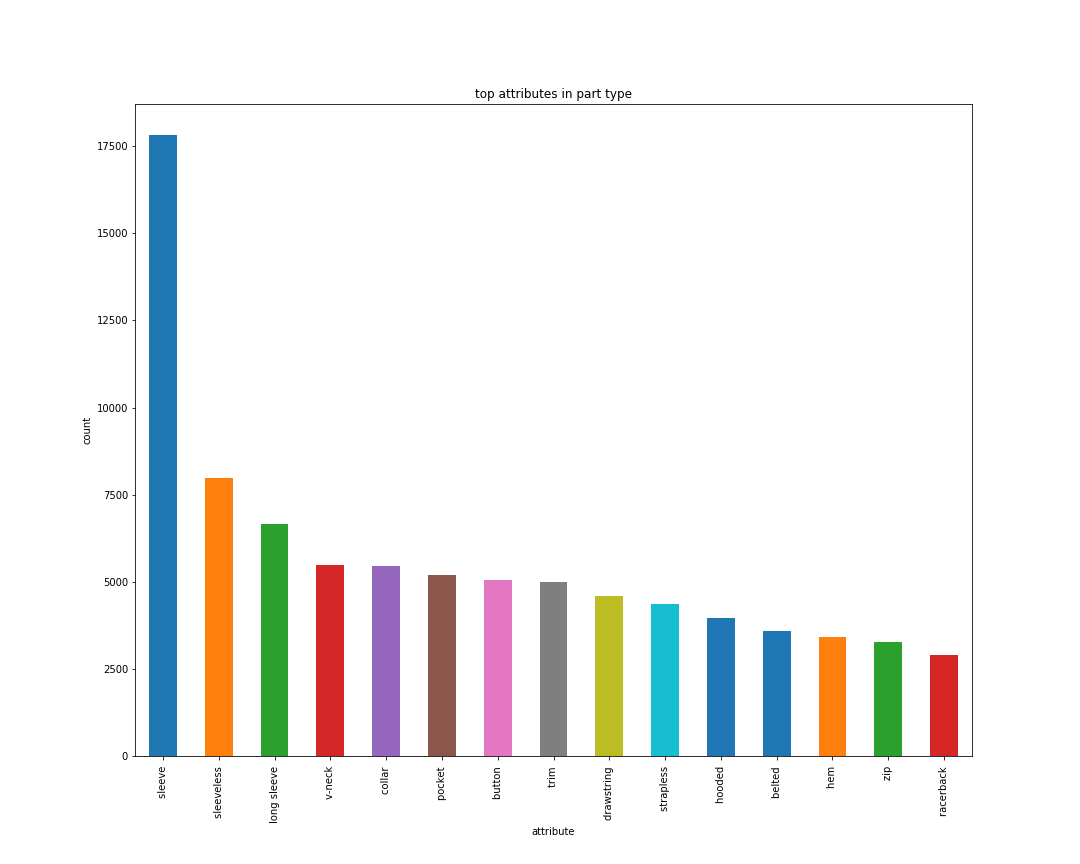 top attributes in part type
17500
15000
12500
10000
7500
5000
2500
0
count
sleeve
sleeveless
long sleeve
v-neck
collar
pocket
button
trim
drawstring
strapless
hooded
belted
hem
zip
racerback
attribute